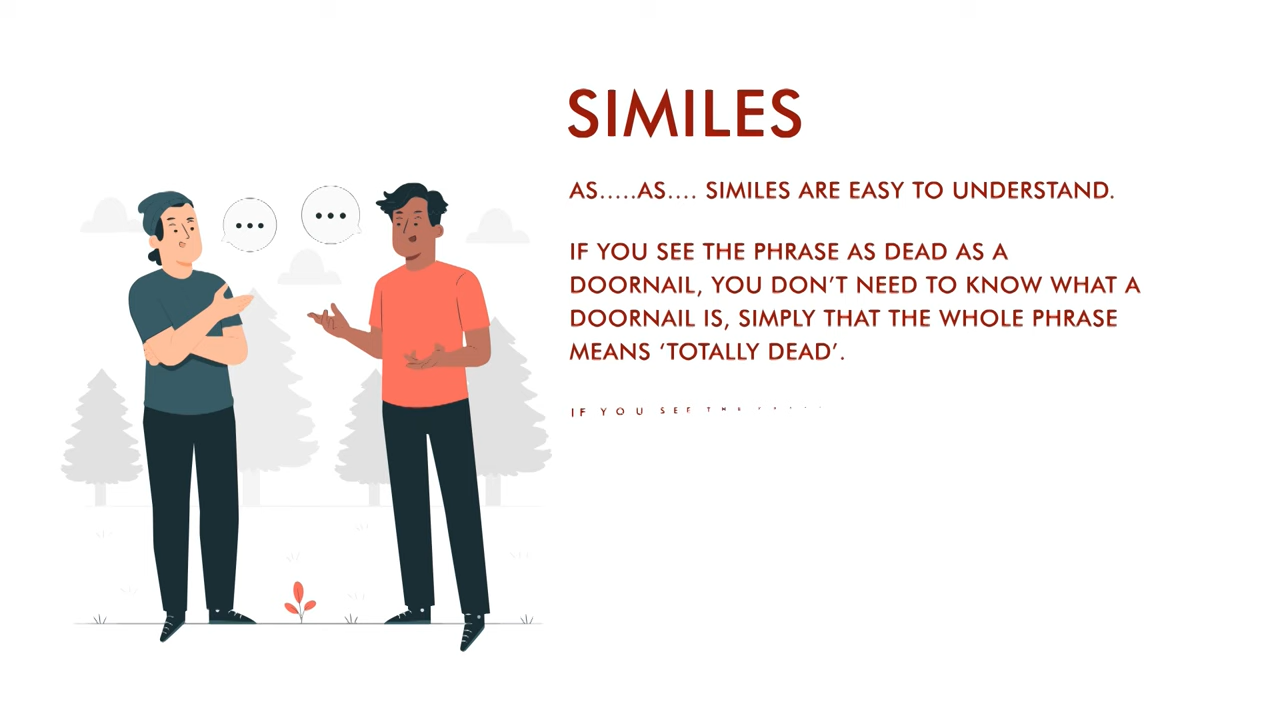 SIMILES
AS.....AS.... SIMILES ARE EASY TO UNDERSTAND.
IF YOU SEE THE PHRASE AS DEAD AS A
DOORNAIL, YOU DON'T NEED TO KNOW WHAT A
DOORNAIL IS, SIMPLY THAT THE WHOLE PHRASE
MEANS 'TOTALLY DEAD'.
IF YOU SEE THE